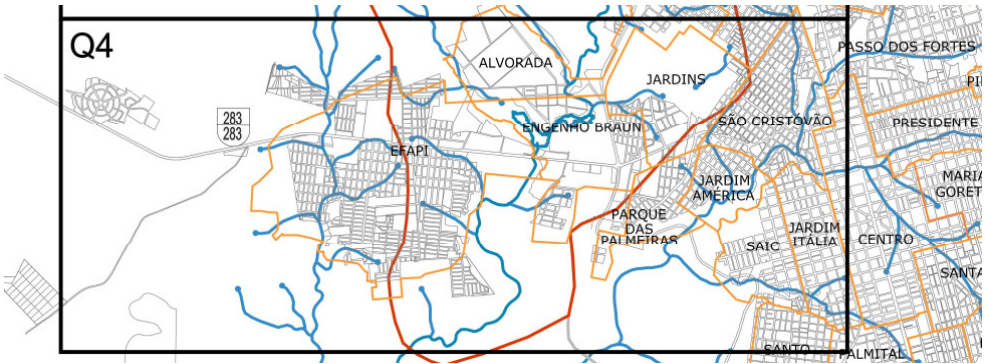 Q4
ALVORADA
JARDINS
PASSO DOS FORTES
283
283
ENGENHO BRAUN
SÃO CRISTÓVÃO
PRESIDENTE
EFAPI
JARDIM
AMÉRICA
MARIA
GORET
PARQUE
DAS
PALMEIRAS
SAIC
JARDIM
ITÁLIA
CENTRO
SANTA
SANTO
PALMITAL